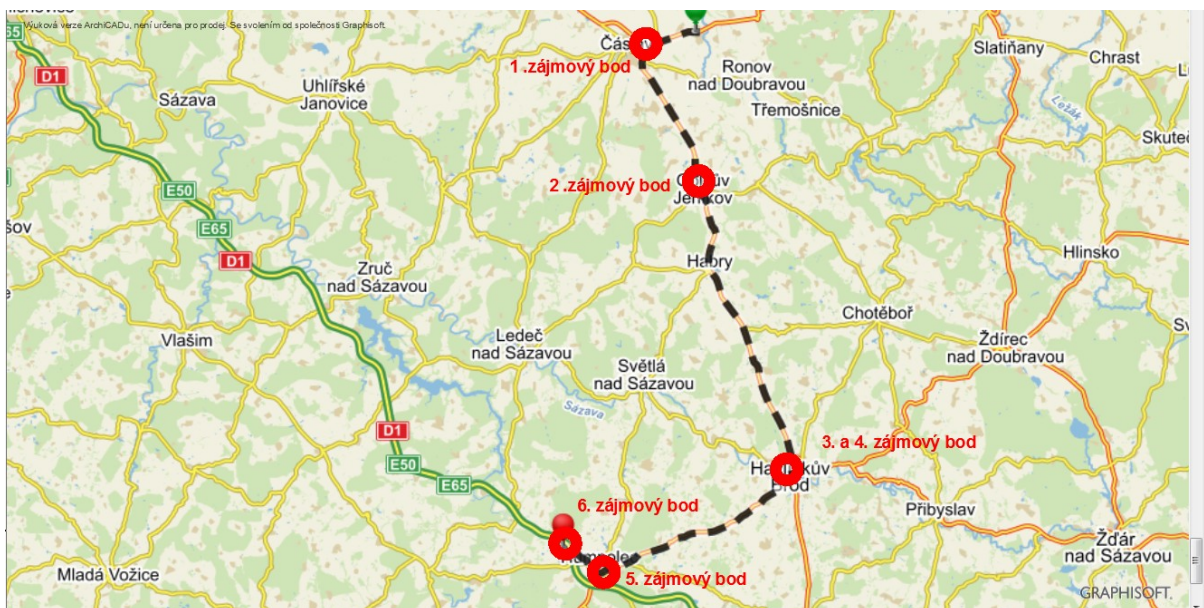 Výuková verze ArchiCADu, není určena pro prodej. Se svolením od společnosti Graphisoft.
65
D1
Sázava
Uhlířské
Janovice
1 .zájmový bod
Ronov
nad Doubravou
Třemošnice
Slatiňany
Chrast
Ležák
E50
E65
D1
2 .zájmový bod
Habry
Hlinsko
Zruč
nad Sázavou
Vlašim
Ledeč
nad Sázavou
Chotěboř
Ždírec
nad Doubravou
Světlá
nad Sázavou
Sázava
D1
E50
E65
3. a 4. zájmový bod
Brod
6. zájmový bod
Přibyslav
Žďár
nad Sázavou
5. zájmový bod
Mladá Vožice
GRAPHISOFT.